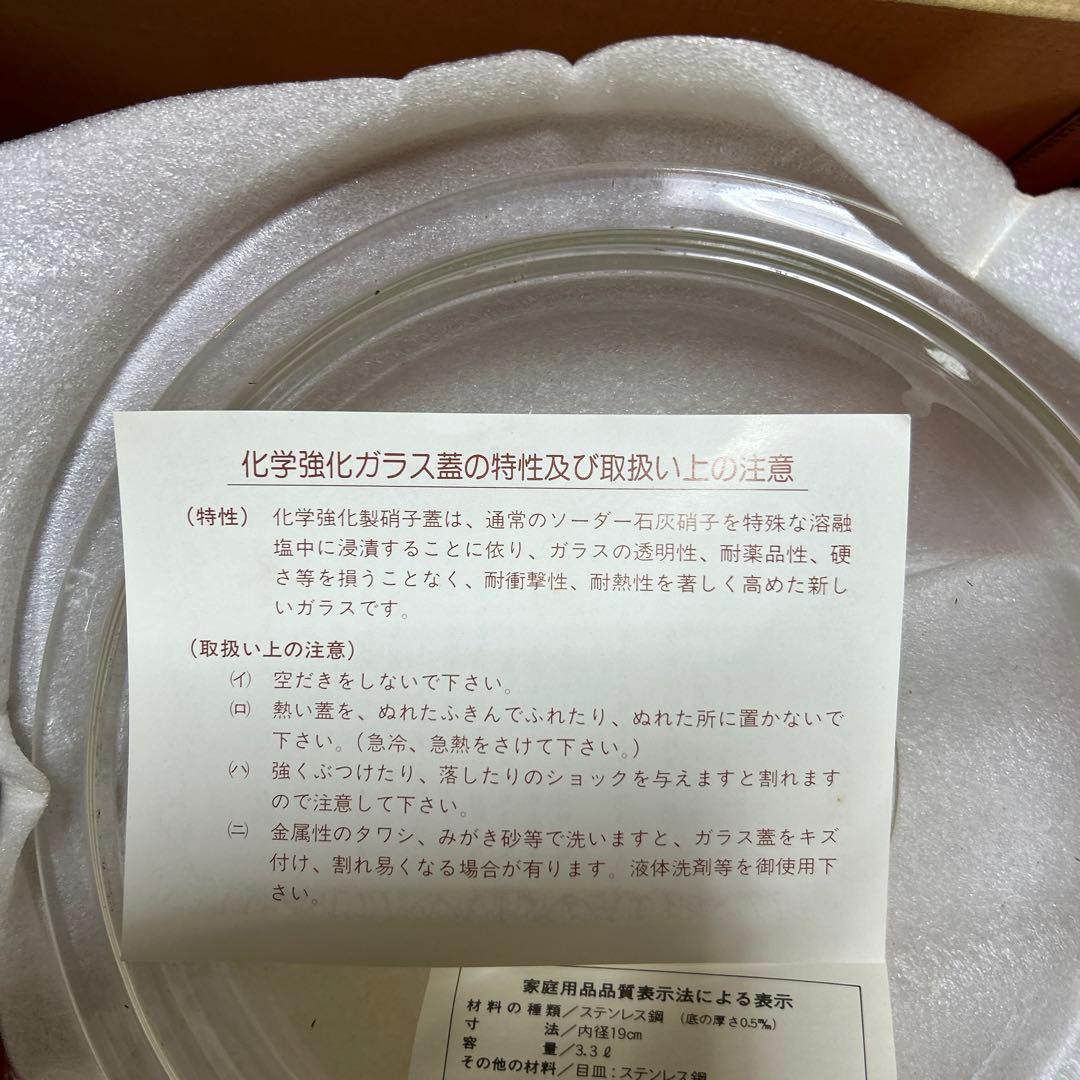 化学強化ガラス蓋の特性及び取扱い上の注意
(特性) 化学強化製硝子蓋は、通常のソーダー石灰硝子を特殊な溶融
塩中に浸漬することに依り、ガラスの透明性、耐薬品性、硬
さ等を損うことなく、耐衝撃性、耐熱性を著しく高めた新し
いガラスです。
(取扱い上の注意)
㈑ 空だきをしないで下さい。
㈺ 熱い蓋を、ぬれたふきんでふれたり、ぬれた所に置かないで
下さい。(急冷、急熱をさけて下さい。)
㈩ 強くぶつけたり、落したりのショックを与えますと割れます
ので注意して下さい。
㈡ 金属性のタワシ、みがき砂等で洗いますと、ガラス蓋をキズ
付け、割れ易くなる場合が有ります。液体洗剤等を御使用下
さい。
家庭用品品質表示法による表示
材料の種類/ステンレス鋼 (底の厚さ0.5㎜)
寸法/内径19㎝
容量/3.3ℓ
その他の材料/目皿:ステンレス鋼